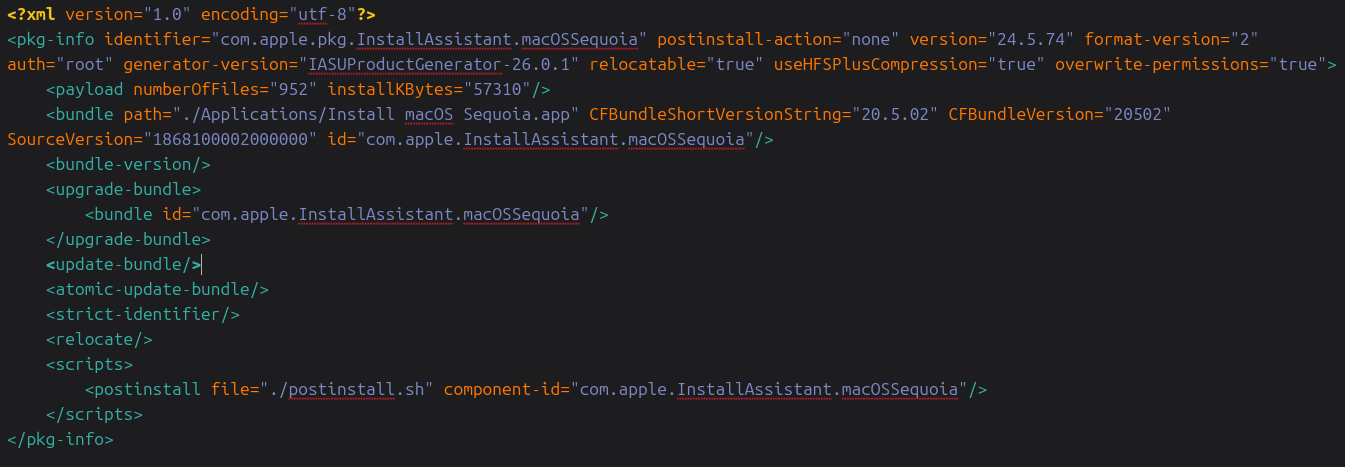 <?xml version="1.0" encoding="utf-8"?>
<pkg-info identifier="com.apple.pkg.InstallAssistant.macOSSequoia" postinstall-action="none" version="24.5.74" format-version="2"
auth="root" generator-version="IASUProductGenerator-26.0.1" relocatable="true" useHFSPlusCompression="true" overwrite-permissions="true">
    <payload numberOfFiles="952" installKBytes="57310"/>
    <bundle path="./Applications/Install macOS Sequoia.app" CFBundleShortVersionString="20.5.02" CFBundleVersion="20502"
SourceVersion="1868100002000000" id="com.apple.InstallAssistant.macOSSequoia"/>
    <bundle-version/>
    <upgrade-bundle>
        <bundle id="com.apple.InstallAssistant.macOSSequoia"/>
    </upgrade-bundle>
    <update-bundle/>
    <atomic-update-bundle/>
    <strict-identifier/>
    <relocate/>
    <scripts>
        <postinstall file="./postinstall.sh" component-id="com.apple.InstallAssistant.macOSSequoia"/>
    </scripts>
</pkg-info>